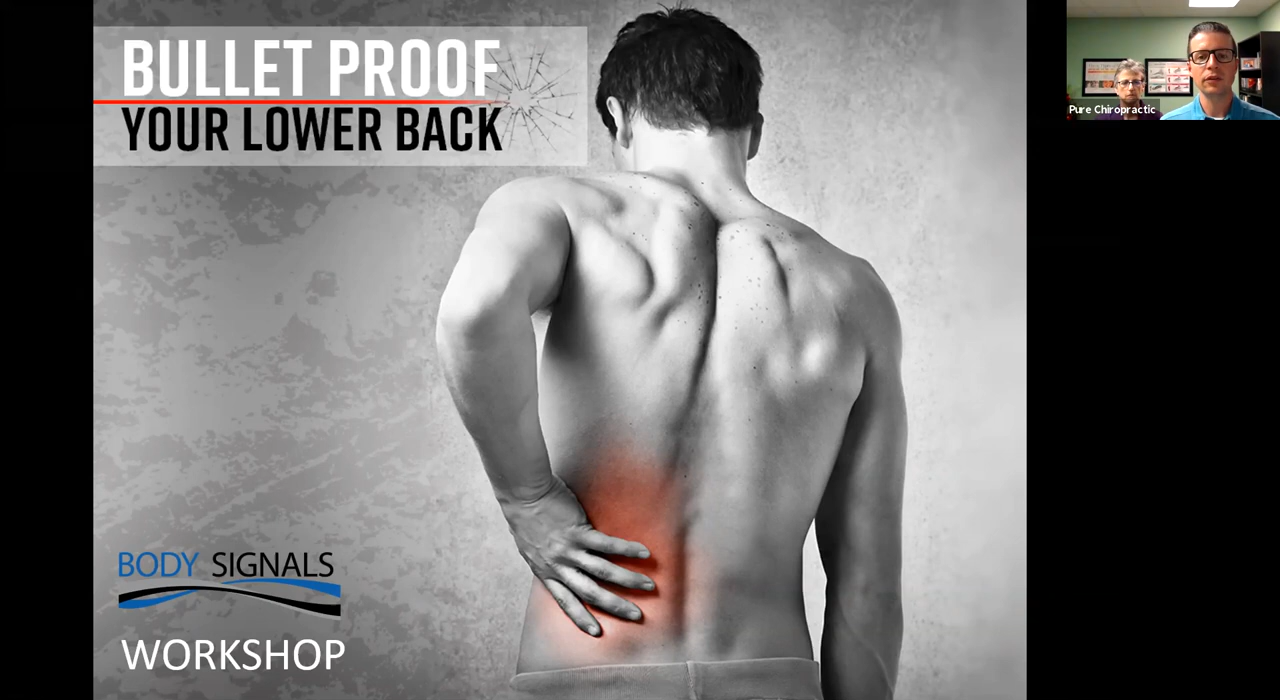 BULLET PROOF
YOUR LOWER BACK
Pure Chiropractic
BODY SIGNALS
WORKSHOP